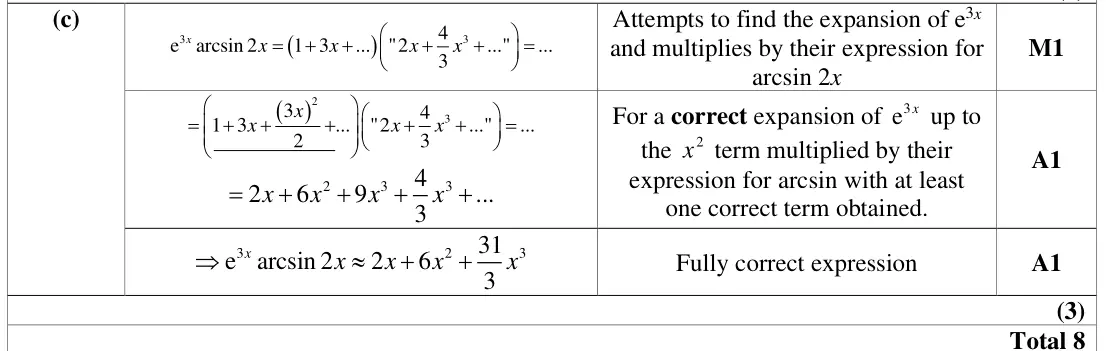 (c)
e^{3x} arcsin 2x = (1 + 3x + ...)("2x + 4/3 x^3 + ...") = ...
Attempts to find the expansion of e^{3x}
and multiplies by their expression for
arcsin 2x
M1
= (1 + 3x + (3x)^2/2 + ...)("2x + 4/3 x^3 + ...") = ...
= 2x + 6x^2 + 9x^3 + 4/3 x^3 + ...
For a correct expansion of e^{3x} up to
the x^2 term multiplied by their
expression for arcsin with at least
one correct term obtained.
A1
⇒ e^{3x} arcsin 2x ≈ 2x + 6x^2 + 31/3 x^3
Fully correct expression
A1
(3)
Total 8